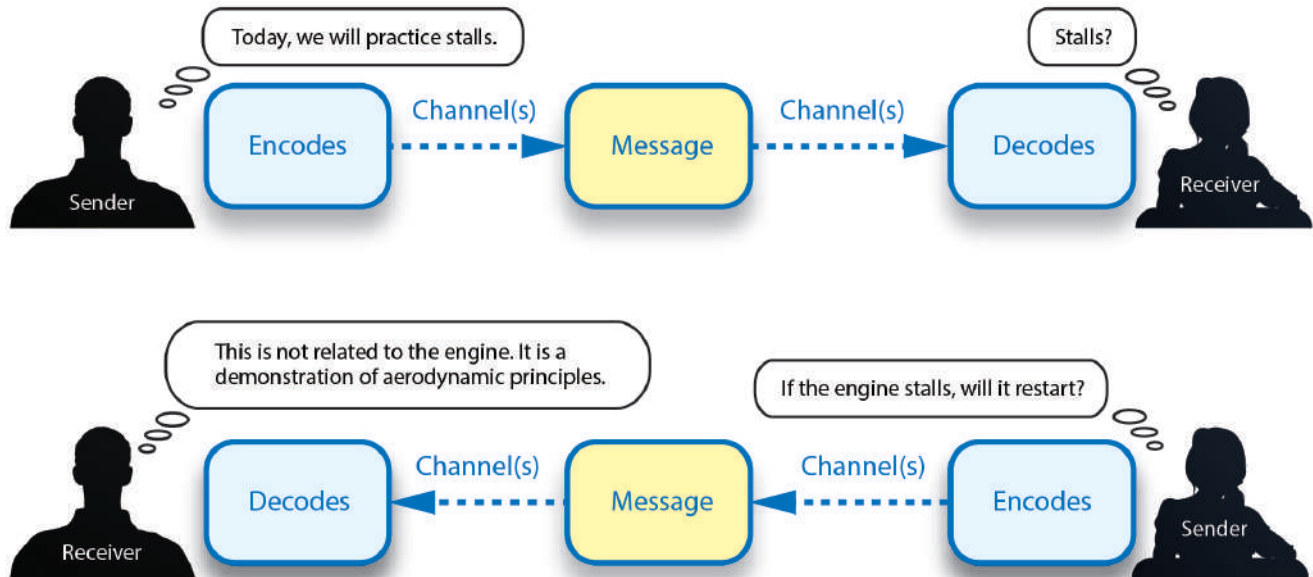 Today, we will practice stalls.
Stalls?
Channel(s)
Channel(s)
Encodes
Message
Decodes
Sender
Receiver
This is not related to the engine. It is a
demonstration of aerodynamic principles.
If the engine stalls, will it restart?
Channel(s)
Channel(s)
Decodes
Message
Encodes
Receiver
Sender